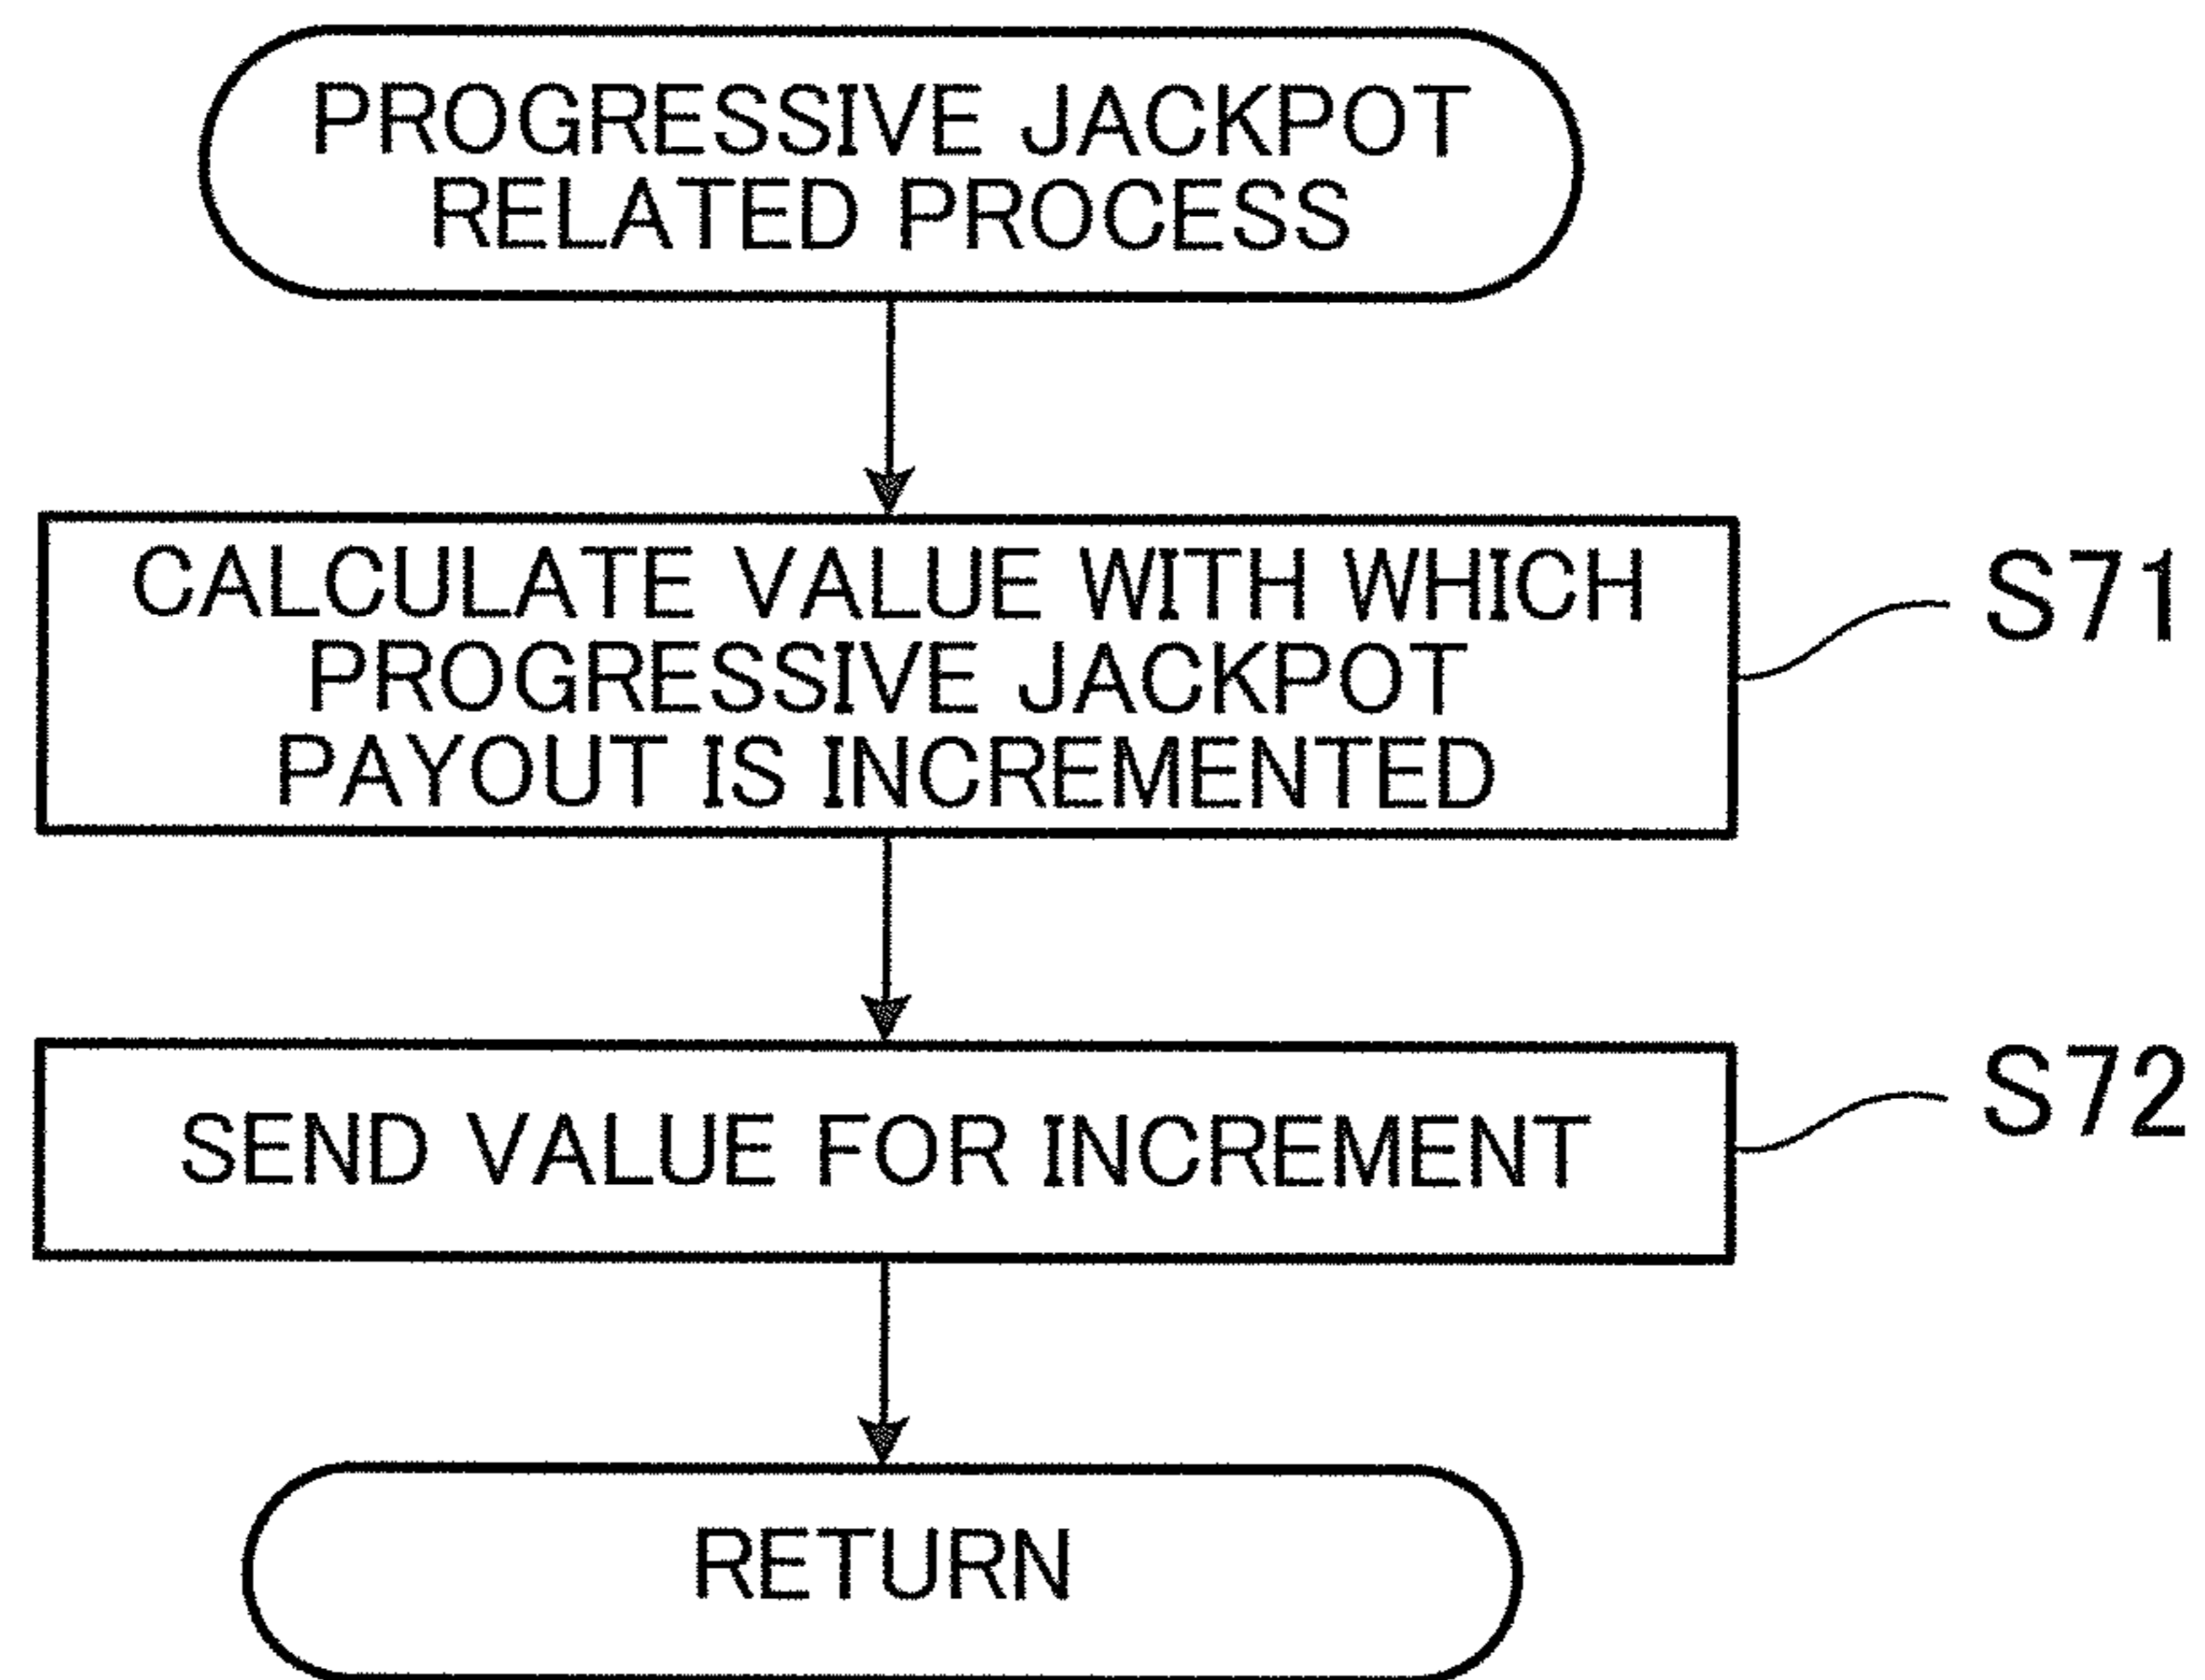 PROGRESSIVE JACKPOT
RELATED PROCESS
CALCULATE VALUE WITH WHICH
PROGRESSIVE JACKPOT
PAYOUT IS INCREMENTED
S71
SEND VALUE FOR INCREMENT
S72
RETURN